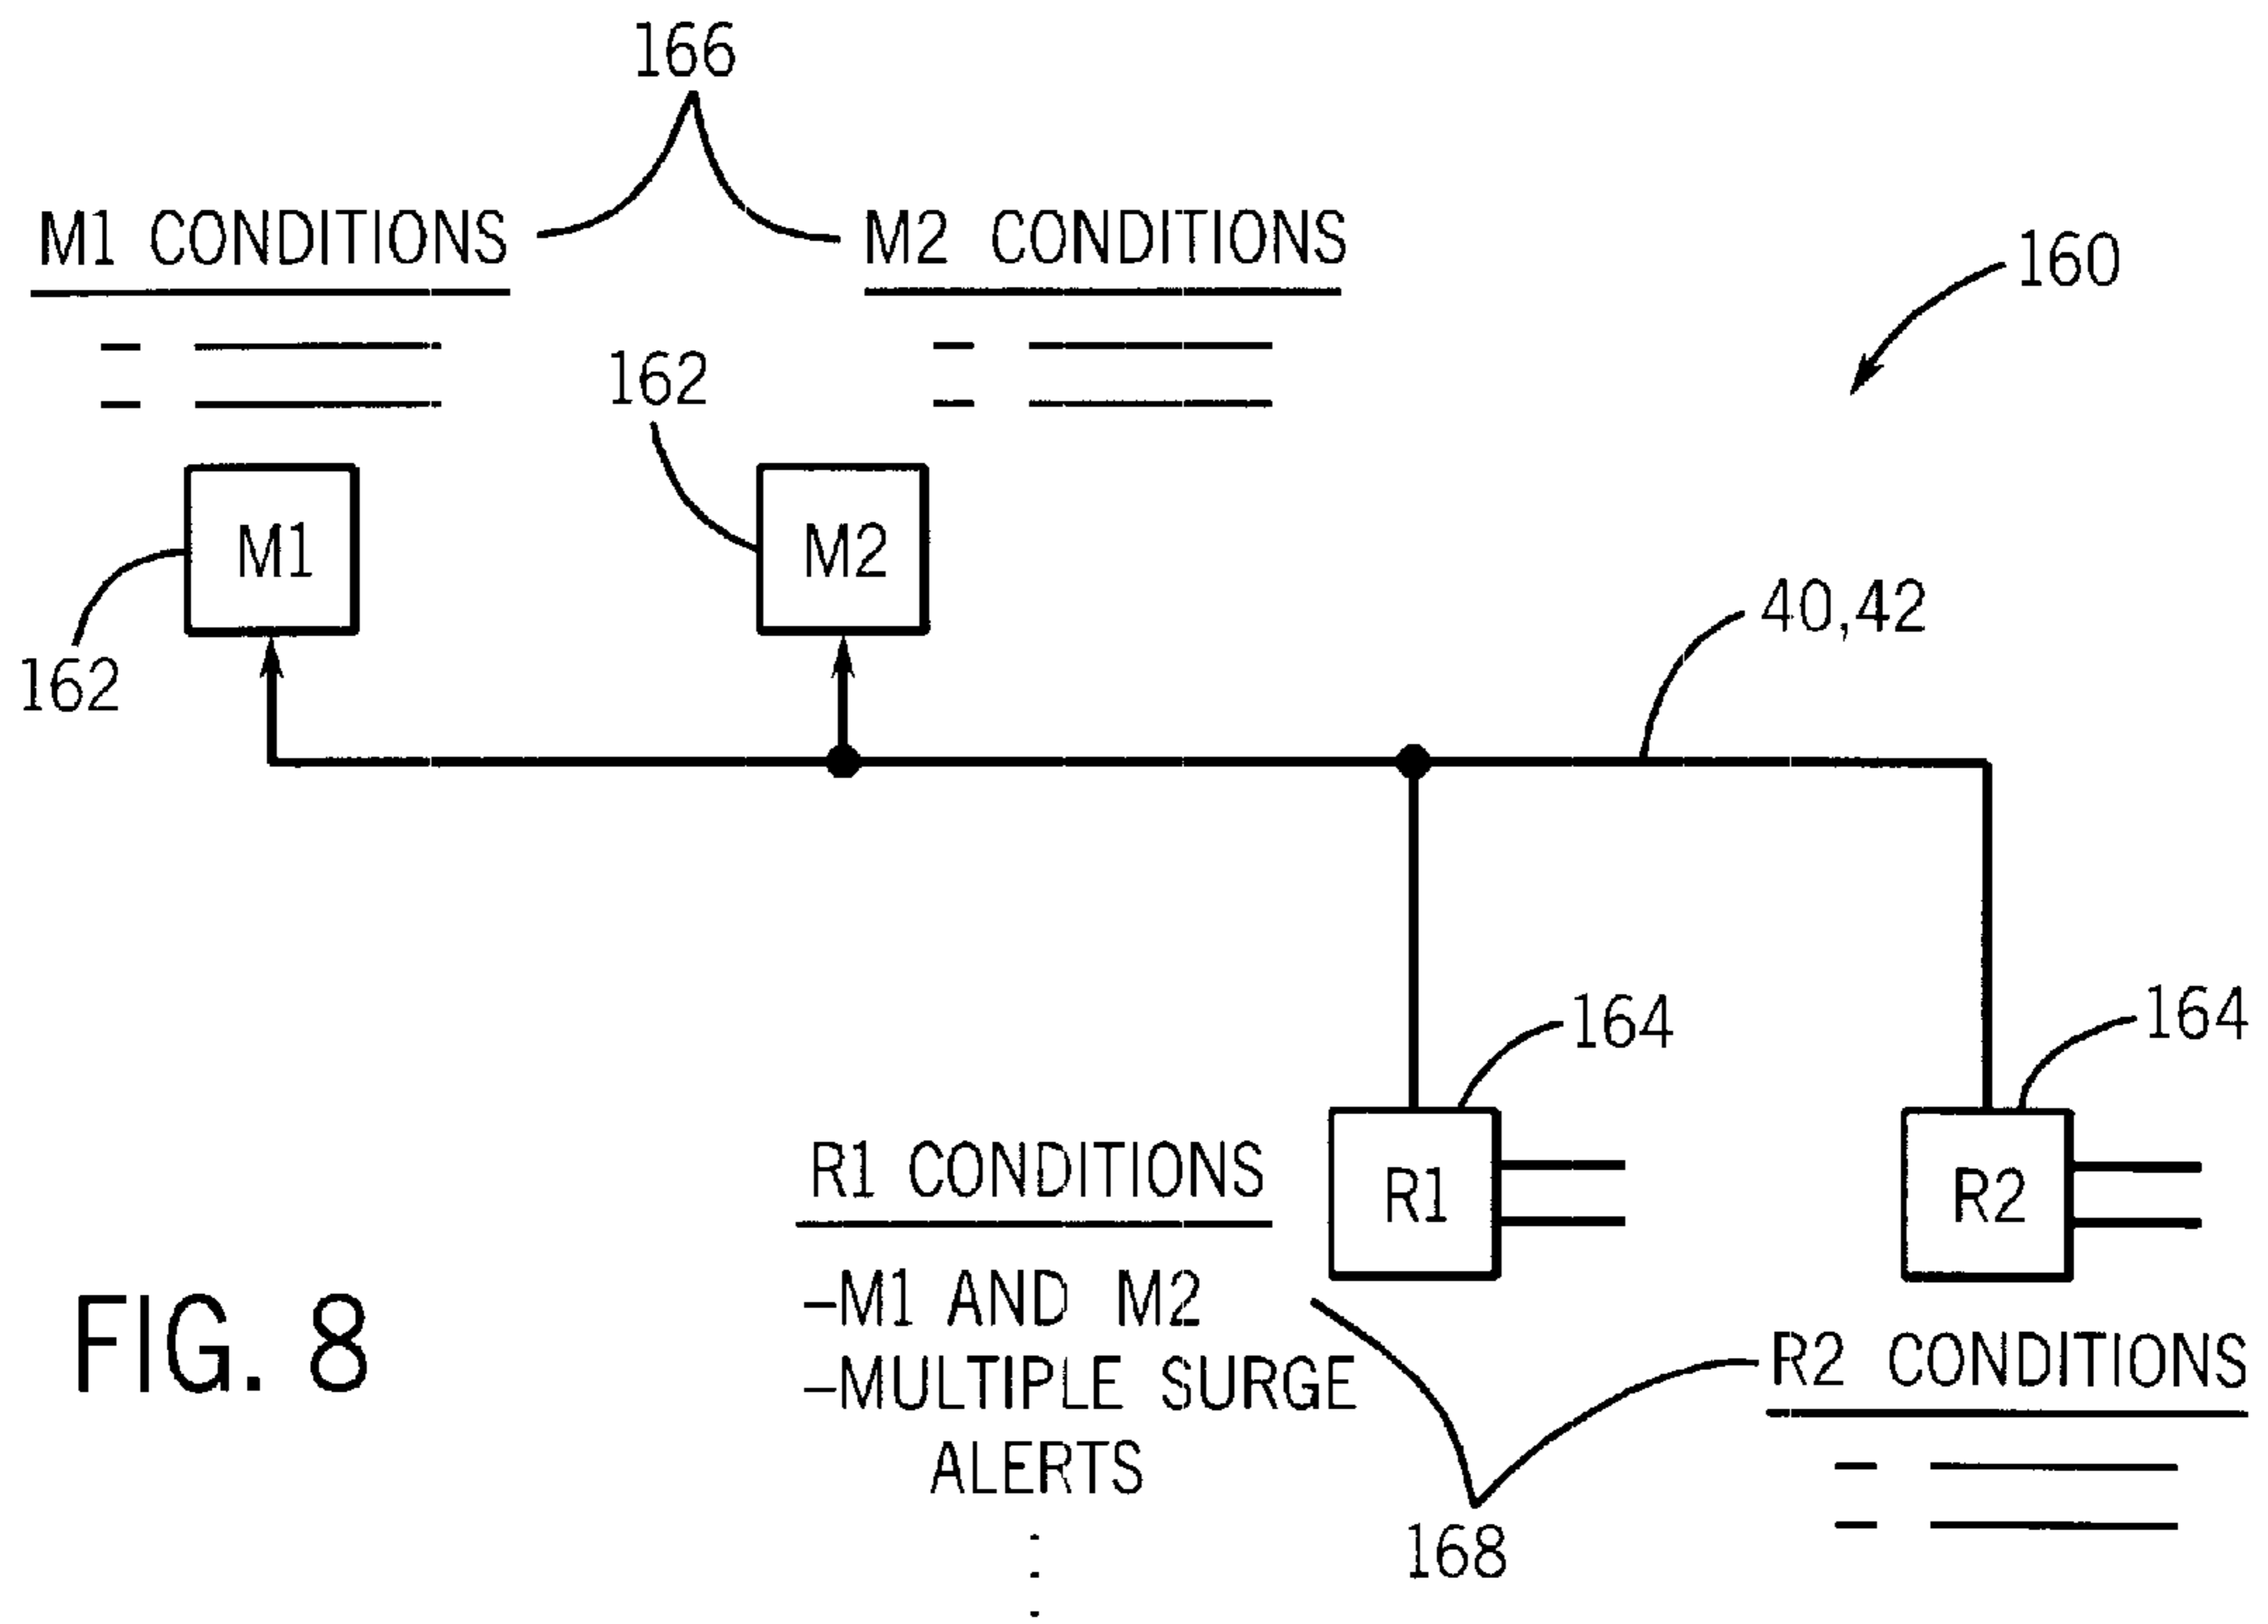 166
M1 CONDITIONS
M2 CONDITIONS
160
162
M1
M2
162
40,42
164
164
R1 CONDITIONS
R1
R2
–M1 AND M2
–MULTIPLE SURGE
ALERTS
R2 CONDITIONS
168
FIG. 8